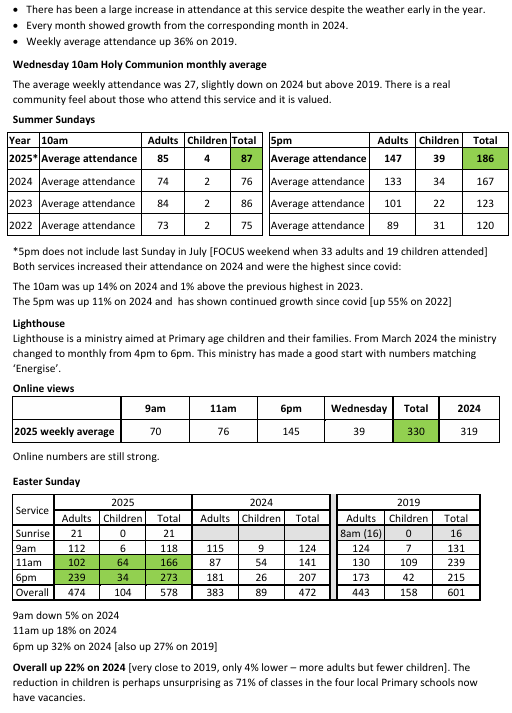 • There has been a large increase in attendance at this service despite the weather early in the year.
• Every month showed growth from the corresponding month in 2024.
• Weekly average attendance up 36% on 2019.
Wednesday 10am Holy Communion monthly average
The average weekly attendance was 27, slightly down on 2024 but above 2019. There is a real
community feel about those who attend this service and it is valued.
Summer Sundays
Year 10am Adults Children Total 5pm Adults Children Total
2025* Average attendance 85 4 87 Average attendance 147 39 186
2024 Average attendance 74 2 76 Average attendance 133 34 167
2023 Average attendance 84 2 86 Average attendance 101 22 123
2022 Average attendance 73 2 75 Average attendance 89 31 120
*5pm does not include last Sunday in July [FOCUS weekend when 33 adults and 19 children attended]
Both services increased their attendance on 2024 and were the highest since covid:
The 10am was up 14% on 2024 and 1% above the previous highest in 2023.
The 5pm was up 11% on 2024 and has shown continued growth since covid [up 55% on 2022]
Lighthouse
Lighthouse is a ministry aimed at Primary age children and their families. From March 2024 the ministry
changed to monthly from 4pm to 6pm. This ministry has made a good start with numbers matching
‘Energise’.
Online views
9am 11am 6pm Wednesday Total 2024
2025 weekly average 70 76 145 39 330 319
Online numbers are still strong.
Easter Sunday
Service 2025 2024 2019
Adults Children Total Adults Children Total Adults Children Total
Sunrise 21 0 21 8am (16) 0 16
9am 112 6 118 115 9 124 124 7 131
11am 102 64 166 87 54 141 130 109 239
6pm 239 34 273 181 26 207 173 42 215
Overall 474 104 578 383 89 472 443 158 601
9am down 5% on 2024
11am up 18% on 2024
6pm up 32% on 2024 [also up 27% on 2019]
Overall up 22% on 2024 [very close to 2019, only 4% lower – more adults but fewer children]. The
reduction in children is perhaps unsurprising as 71% of classes in the four local Primary schools now
have vacancies.